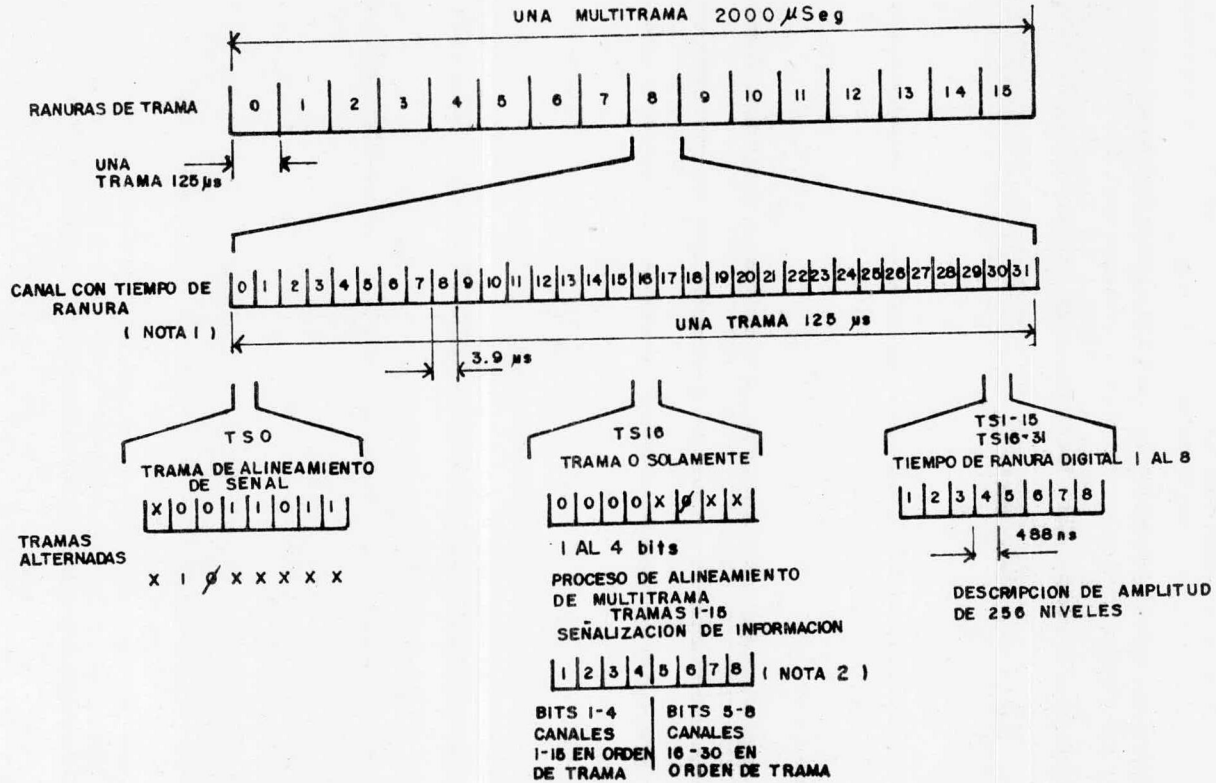 UNA MULTITRAMA 2000 µSeg
RANURAS DE TRAMA
0 1 2 3 4 5 6 7 8 9 10 11 12 13 14 15
UNA
TRAMA 125 µs
CANAL CON TIEMPO DE
RANURA
( NOTA 1 )
0 1 2 3 4 5 6 7 8 9 10 11 12 13 14 15 16 17 18 19 20 21 22 23 24 25 26 27 28 29 30 31
UNA TRAMA 125 µs
3.9 µs
TS0
TRAMA DE ALINEAMIENTO
DE SENAL
X 0 0 1 1 0 1 1
TRAMAS
ALTERNADAS
X 1 ∅ X X X X X
TS16
TRAMA 0 SOLAMENTE
0 0 0 0 X ∅ X X
1 AL 4 bits
PROCESO DE ALINEAMIENTO
DE MULTITRAMA
TRAMAS 1-15
SEÑALIZACION DE INFORMACION
1 2 3 4 5 6 7 8 ( NOTA 2 )
BITS 1-4
CANALES
1-15 EN ORDEN
DE TRAMA
BITS 5-8
CANALES
16-30 EN
ORDEN DE TRAMA
TS1-15
TS16-31
TIEMPO DE RANURA DIGITAL 1 AL 8
1 2 3 4 5 6 7 8
488 ns
DESCRIPCION DE AMPLITUD
DE 256 NIVELES